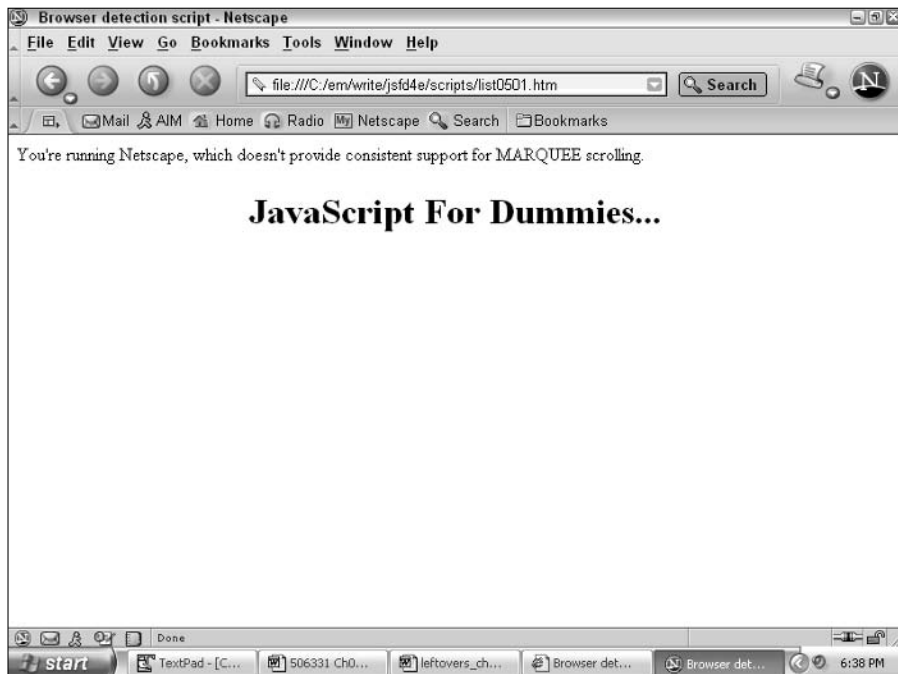 Browser detection script - Netscape
File Edit View Go Bookmarks Tools Window Help
file:///C:/em/write/jsfd4e/scripts/list0501.htm Search N
Mail AIM Home Radio My Netscape Search Bookmarks
You're running Netscape, which doesn't provide consistent support for MARQUEE scrolling.
JavaScript For Dummies...
Done
start TextPad - [C... 506331 Ch0... leftovers_ch... Browser det... Browser det... 6:38 PM